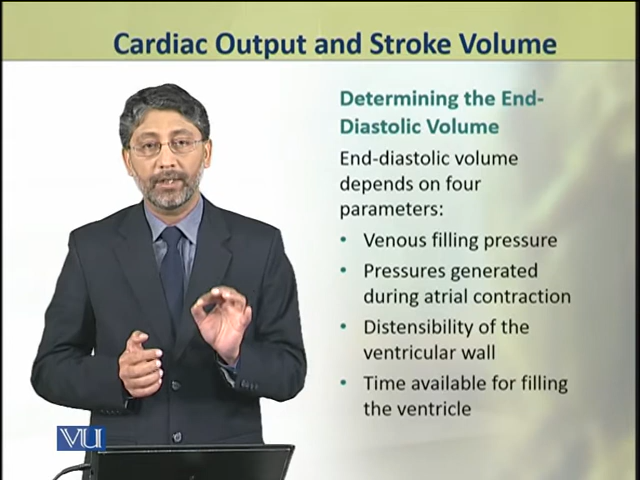 Cardiac Output and Stroke Volume
Determining the End-
Diastolic Volume
End-diastolic volume
depends on four
parameters:
• Venous filling pressure
• Pressures generated
during atrial contraction
• Distensibility of the
ventricular wall
• Time available for filling
the ventricle
VU